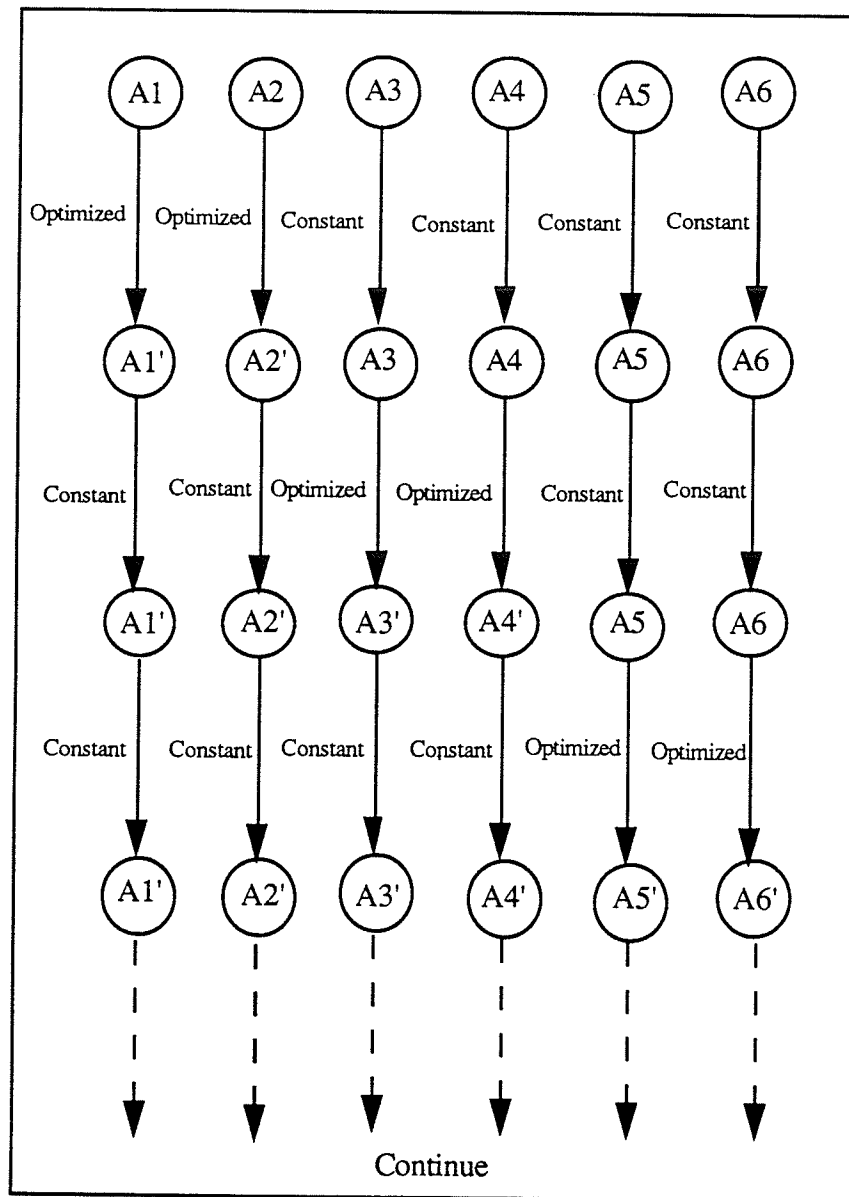 A1 A2 A3 A4 A5 A6
Optimized Optimized Constant Constant Constant Constant
A1' A2' A3 A4 A5 A6
Constant Constant Optimized Optimized Constant Constant
A1' A2' A3' A4' A5 A6
Constant Constant Constant Constant Optimized Optimized
A1' A2' A3' A4' A5' A6'
Continue